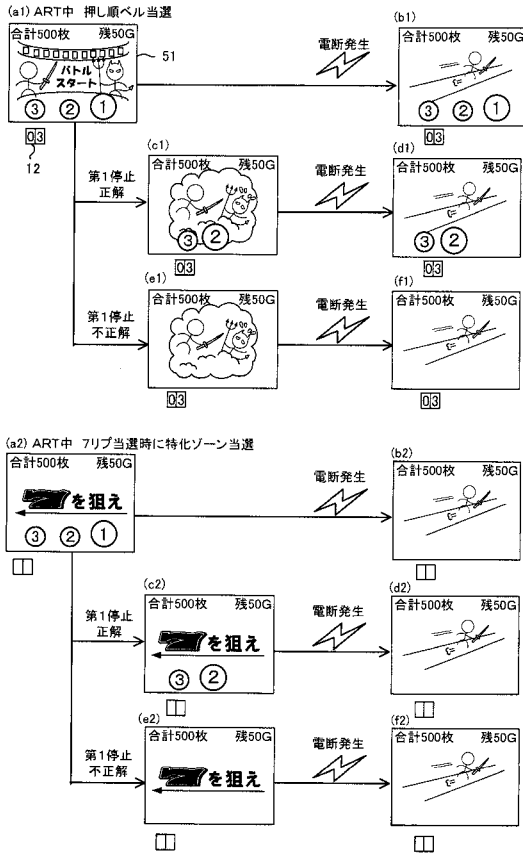 (a1) ART中 押し順ベル当選
合計500枚 残50G
バトル
スタート
③ ② ①
03
12
51
電断発生
(b1)
合計500枚 残50G
③ ② ①
03
第1停止
正解
(c1)
合計500枚 残50G
③ ②
03
電断発生
(d1)
合計500枚 残50G
③ ②
03
第1停止
不正解
(e1)
合計500枚 残50G
03
電断発生
(f1)
合計500枚 残50G
03
(a2) ART中 7リプ当選時に特化ゾーン当選
合計500枚 残50G
7を狙え
③ ② ①
電断発生
(b2)
合計500枚 残50G
第1停止
正解
(c2)
合計500枚 残50G
7を狙え
③ ②
電断発生
(d2)
合計500枚 残50G
第1停止
不正解
(e2)
合計500枚 残50G
7を狙え
電断発生
(f2)
合計500枚 残50G